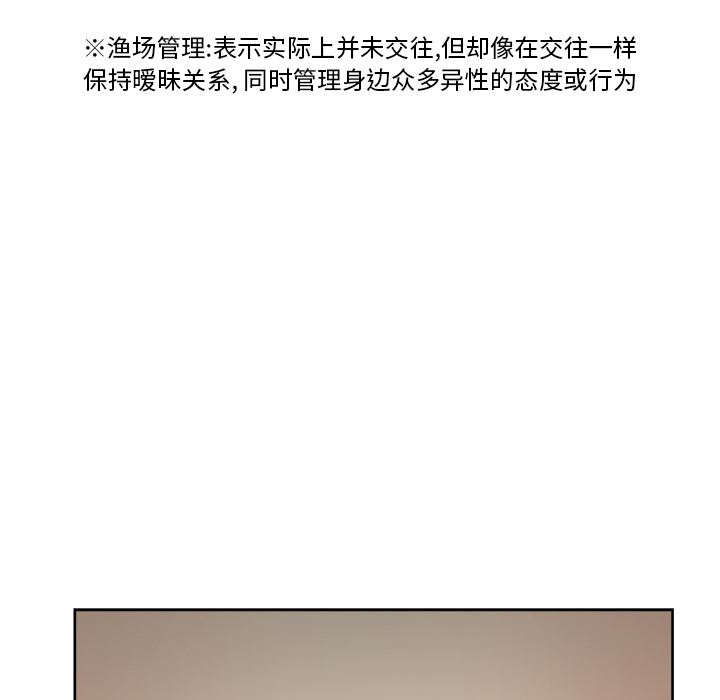 ※渔场管理:表示实际上并未交往,但却像在交往一样
保持暧昧关系, 同时管理身边众多异性的态度或行为